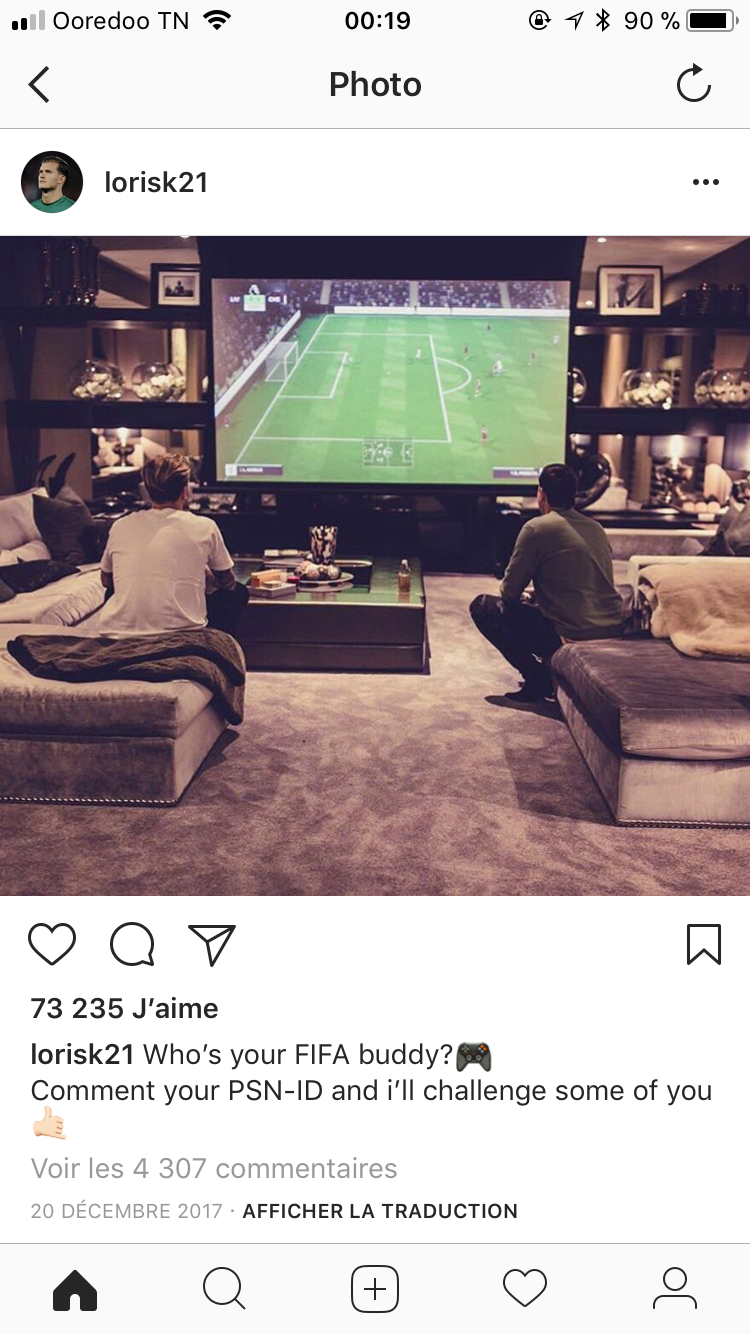 Ooredoo TN 00:19 90 %
Photo
lorisk21
73 235 J'aime
lorisk21 Who's your FIFA buddy?🎮
Comment your PSN-ID and i'll challenge some of you
🤙🏻
Voir les 4 307 commentaires
20 DÉCEMBRE 2017 · AFFICHER LA TRADUCTION